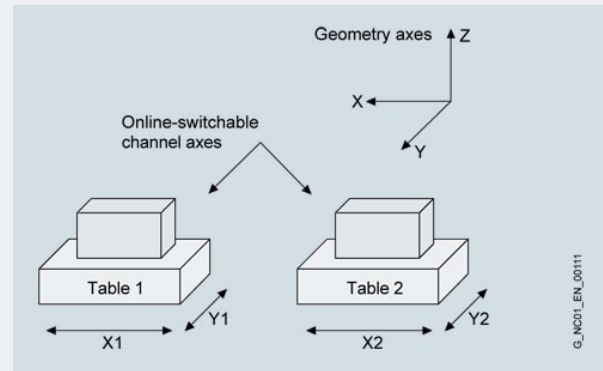 Geometry axes
Z
X
Y
Online-switchable
channel axes
Table 1
Table 2
Y1
Y2
X1
X2
G_NC01_EN_00111